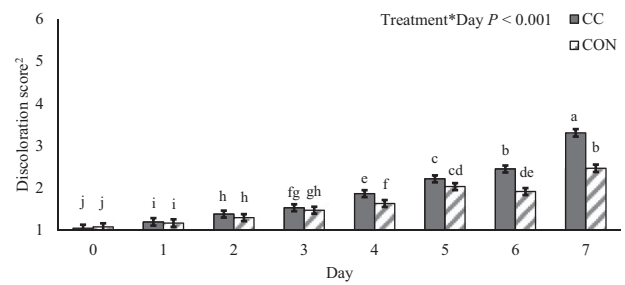 Treatment*Day P < 0.001
CC
CON
Discoloration score²
6
5
4
3
2
1
j j i i h h fg gh e f c cd b de a b
0 1 2 3 4 5 6 7
Day